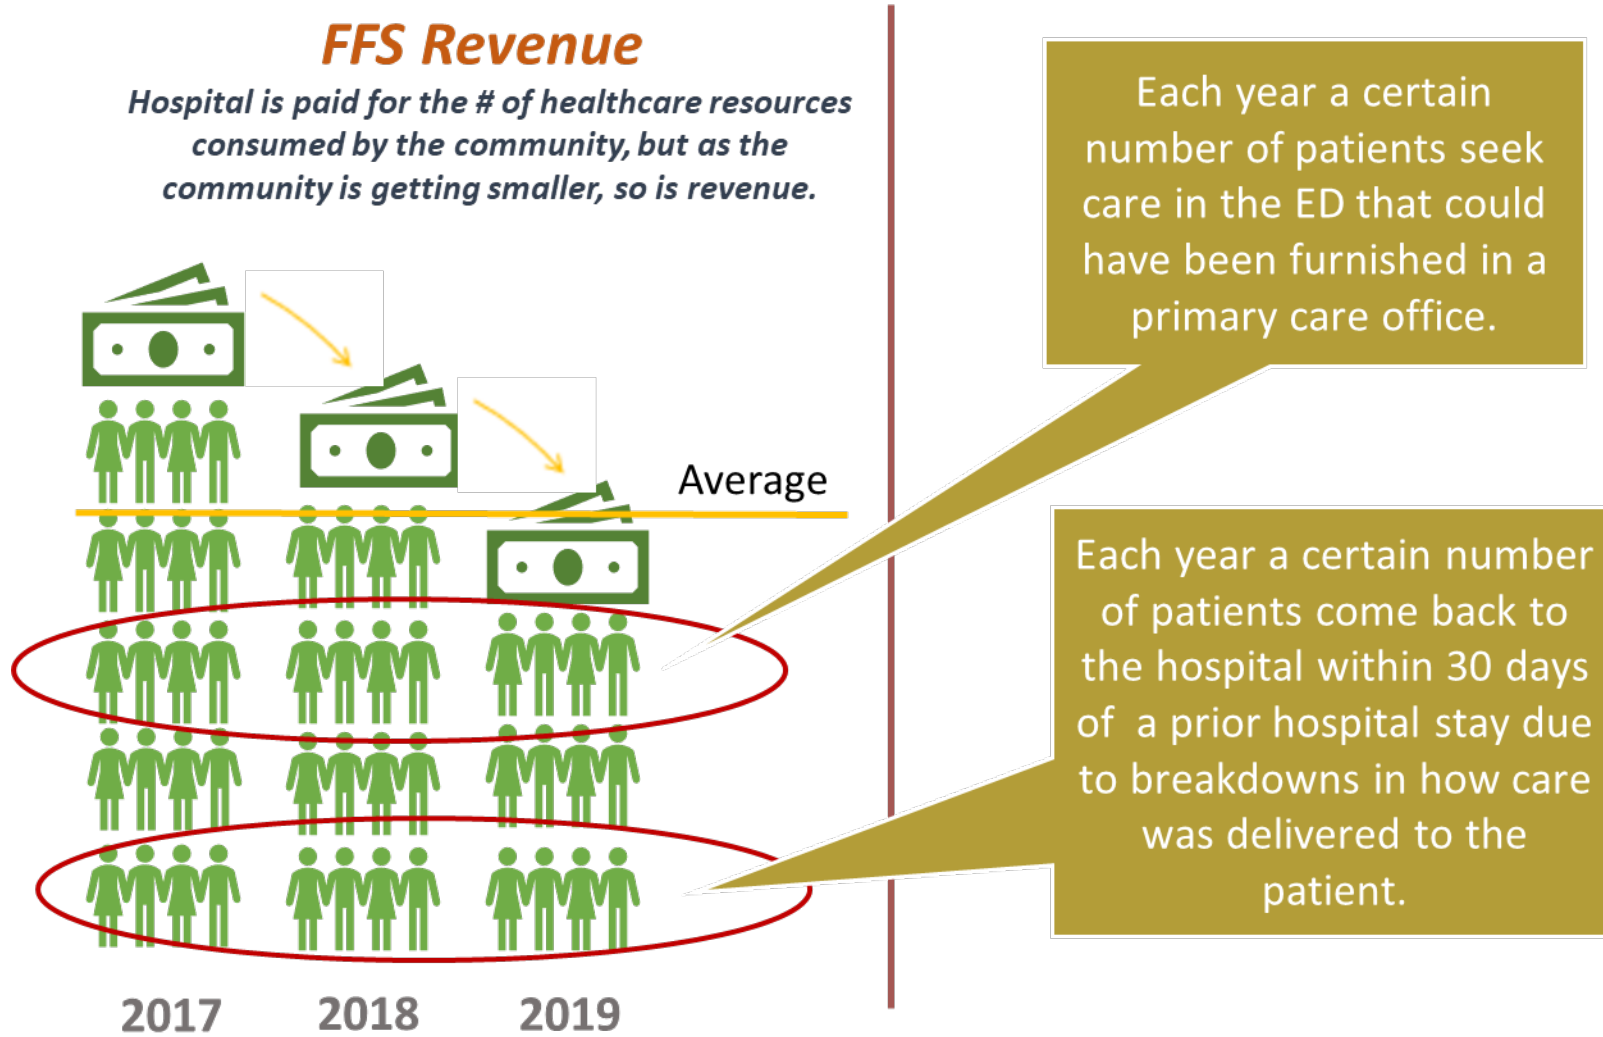 FFS Revenue
Hospital is paid for the # of healthcare resources
consumed by the community, but as the
community is getting smaller, so is revenue.
Average
2017
2018
2019
Each year a certain
number of patients seek
care in the ED that could
have been furnished in a
primary care office.
Each year a certain number
of patients come back to
the hospital within 30 days
of a prior hospital stay due
to breakdowns in how care
was delivered to the
patient.